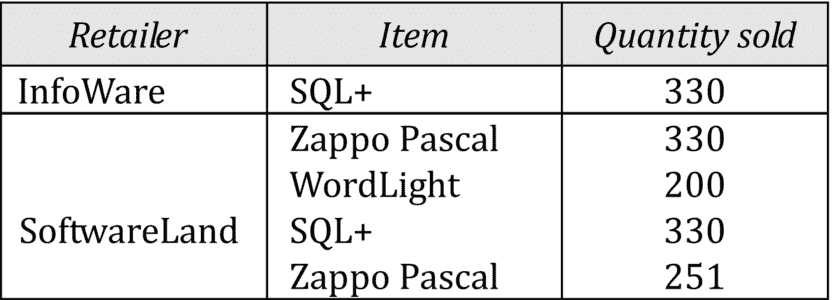 Retailer Item Quantity sold
InfoWare SQL+ 330
Zappo Pascal 330
WordLight 200
SoftwareLand SQL+ 330
Zappo Pascal 251